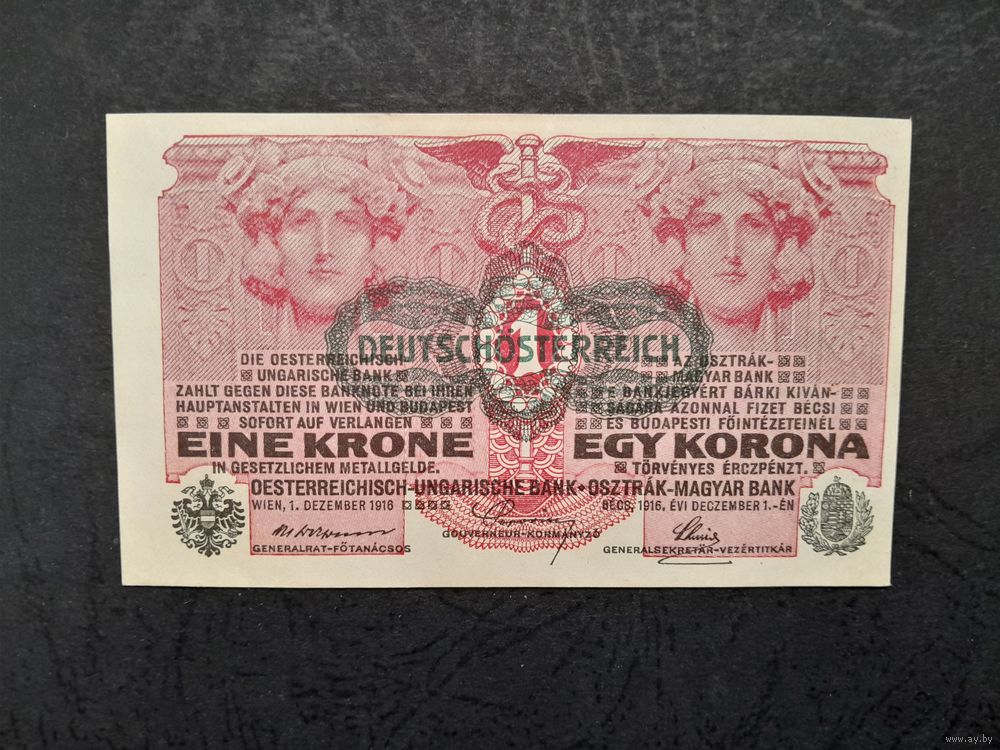 1
DEUTSCHÖSTERREICH
DIE OESTERREICHISCH-
UNGARISCHE BANK
ZAHLT GEGEN DIESE BANKNOTE BEI IHREN
HAUPTANSTALTEN IN WIEN UND BUDAPEST
SOFORT AUF VERLANGEN
EINE KRONE
IN GESETZLICHEM METALLGELDE.
AZ OSZTRÁK-
MAGYAR BANK
E BANKJEGYÉRT BÁRKI KIVÁN-
SÁGÁRA AZONNAL FIZET BÉCSI
ÉS BUDAPESTI FŐINTÉZETEINÉL
EGY KORONA
TÖRVÉNYES ÉRCZPÉNZT.
OESTERREICHISCH-UNGARISCHE BANK • OSZTRÁK-MAGYAR BANK
WIEN, 1. DEZEMBER 1916
BÉCS, 1916. ÉVI DECZEMBER 1.-ÉN
GENERALRAT-FŐTANÁCSOS
GOUVERNEUR-KORMÁNYZÓ
GENERALSEKRETÄR-VEZÉRTITKÁR
www.ay.by